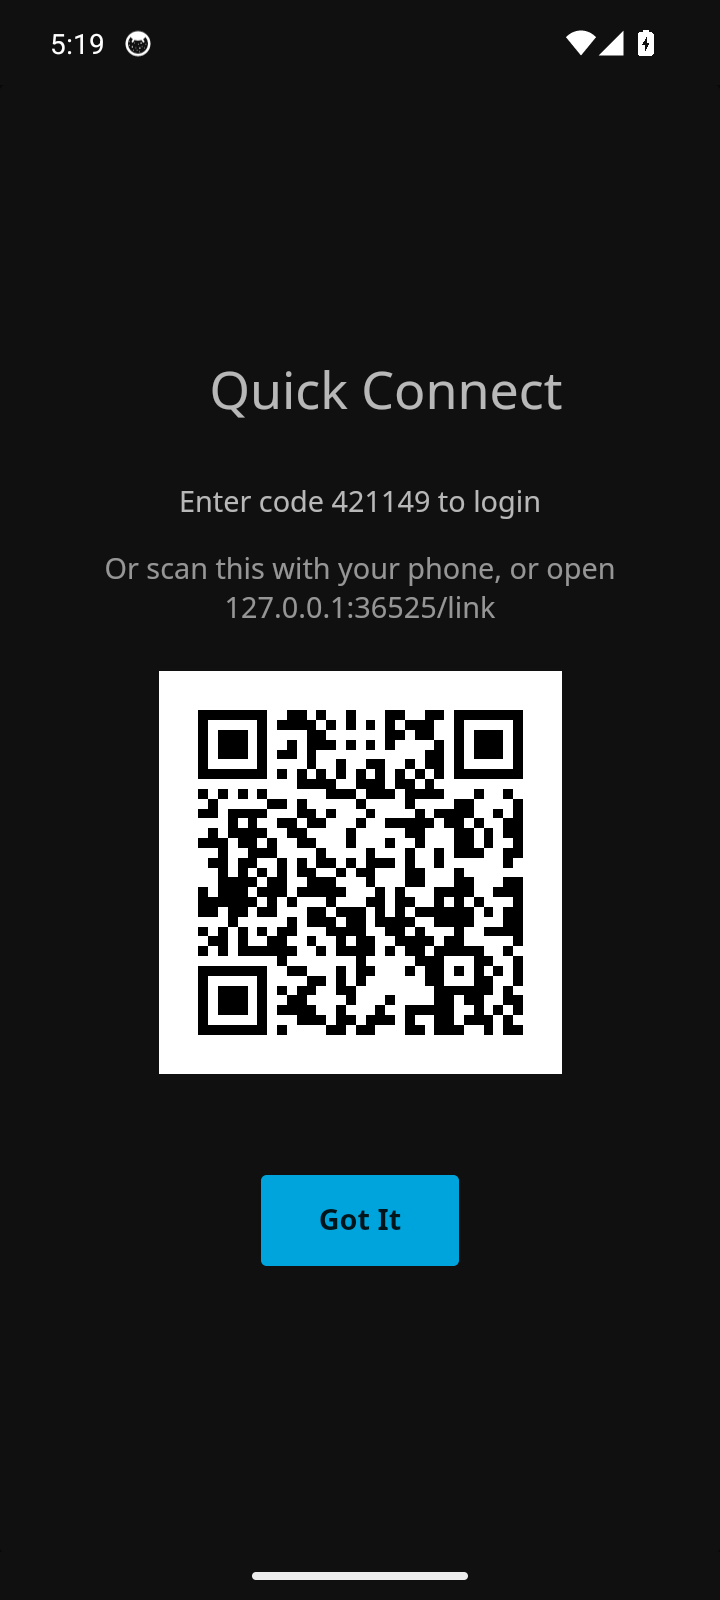 5:19
Quick Connect
Enter code 421149 to login
Or scan this with your phone, or open
127.0.0.1:36525/link
Got It